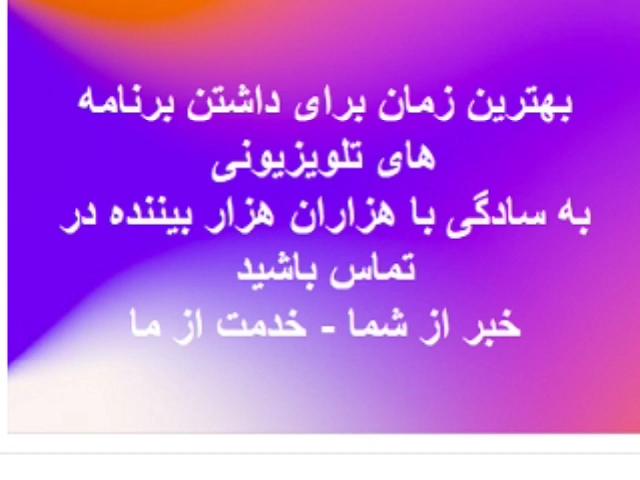 بهترین زمان برای داشتن برنامه
های تلویزیونی
به سادگی با هزاران هزار بیننده در
تماس باشید
خبر از شما - خدمت از ما